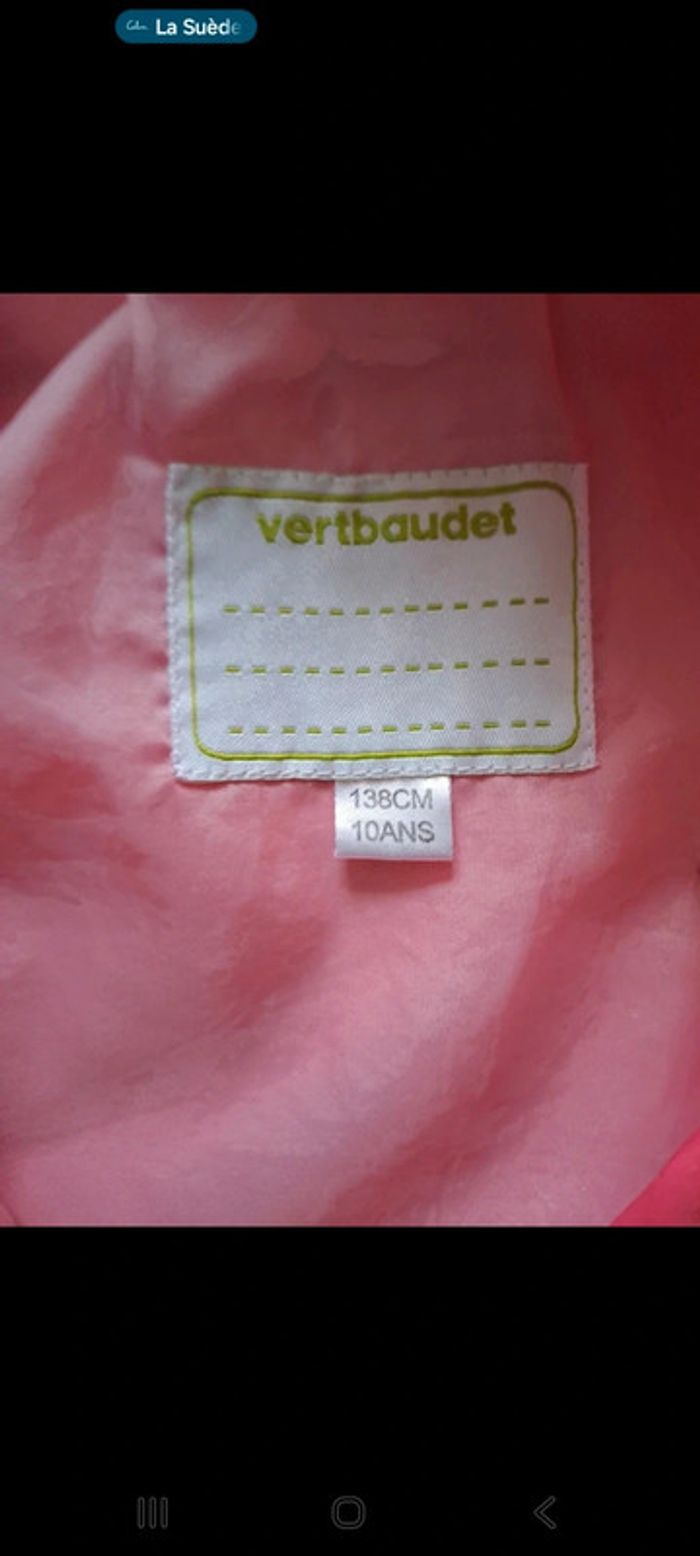 La Suède
vertbaudet
138CM
10ANS